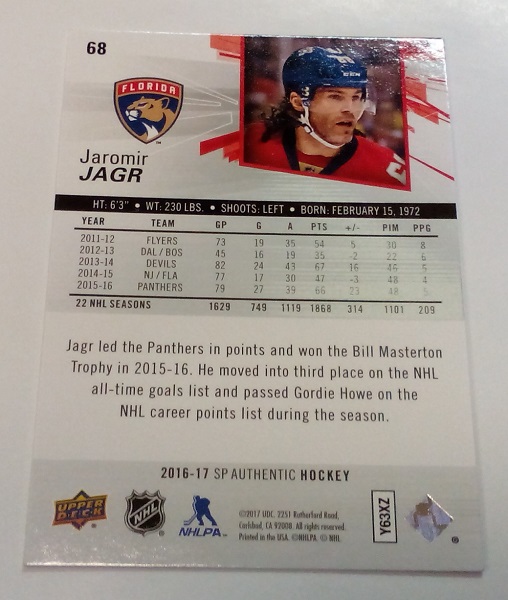 68
FLORIDA
Jaromir
JAGR
HT: 6'3" • WT: 230 LBS. • SHOOTS: LEFT • BORN: FEBRUARY 15, 1972
YEAR TEAM GP G A PTS +/- PIM PPG
2011-12 FLYERS 73 19 35 54 5 30 8
2012-13 DAL / BOS 45 16 19 35 -2 22 6
2013-14 DEVILS 82 24 43 67 16 46 5
2014-15 NJ / FLA 77 17 30 47 -3 48 4
2015-16 PANTHERS 79 27 39 66 23 48 5
22 NHL SEASONS 1629 749 1119 1868 314 1101 209
Jagr led the Panthers in points and won the Bill Masterton
Trophy in 2015-16. He moved into third place on the NHL
all-time goals list and passed Gordie Howe on the
NHL career points list during the season.
2016-17 SP AUTHENTIC HOCKEY
UPPER DECK
NHL
NHLPA
©2017 UDC. 2251 Rutherford Road,
Carlsbad, CA 92008. All rights reserved.
Printed in the USA. ©NHLPA. © NHL.
Y63XZ